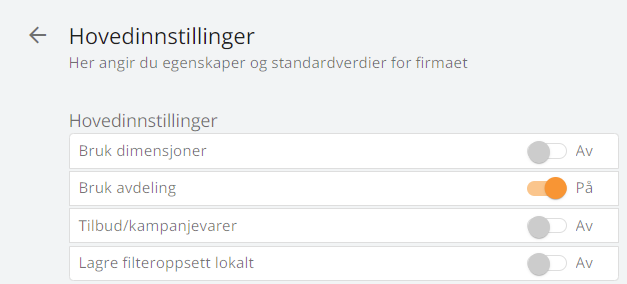 Hovedinnstillinger
Her angir du egenskaper og standardverdier for firmaet
Hovedinnstillinger
Bruk dimensjoner Av
Bruk avdeling På
Tilbud/kampanjevarer Av
Lagre filteroppsett lokalt Av